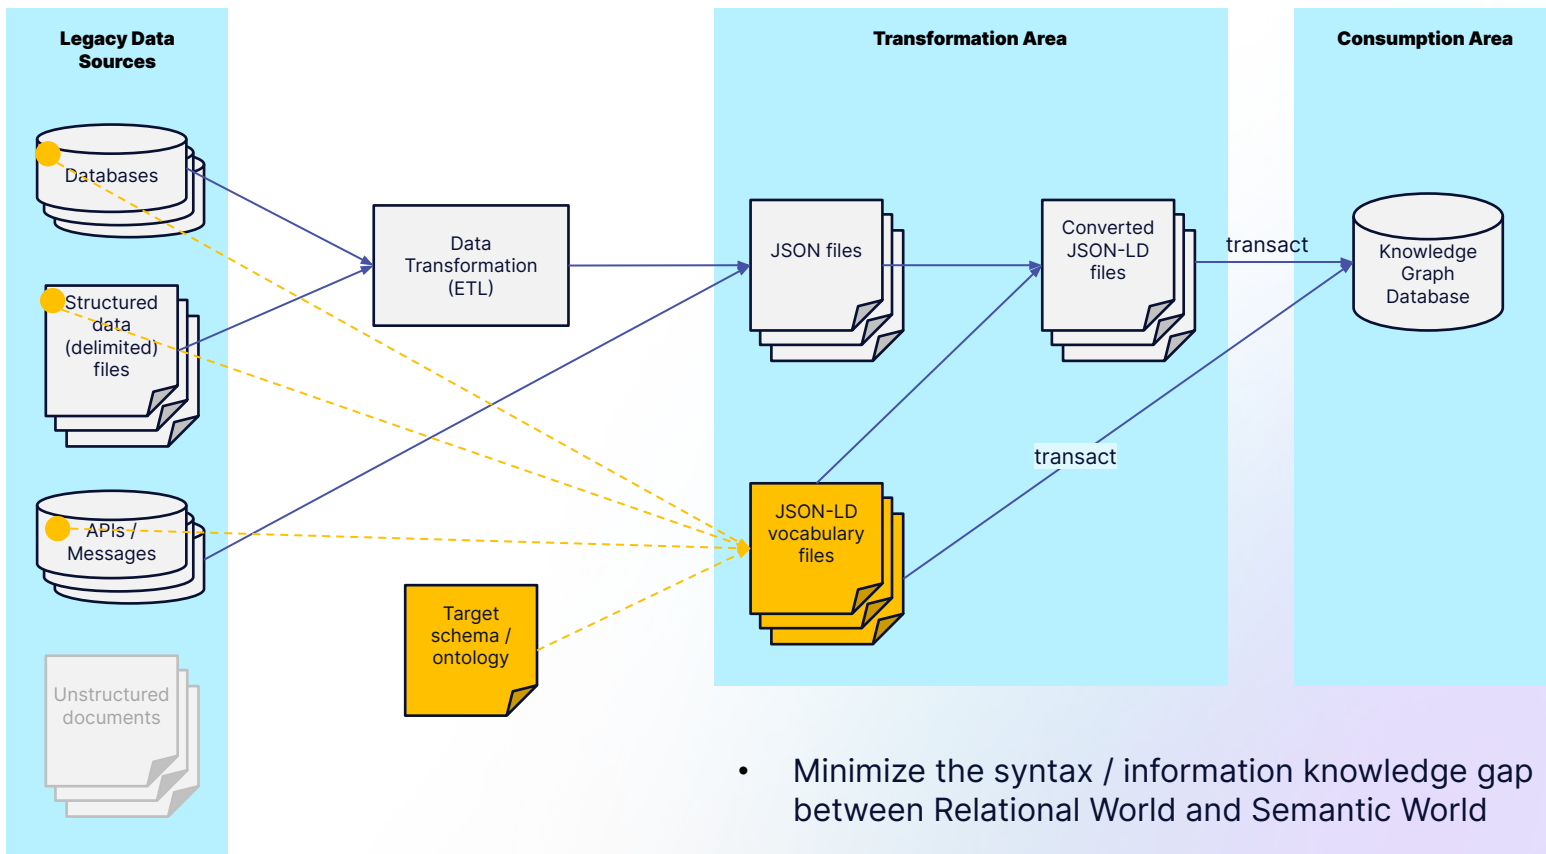 Legacy Data
Sources
Transformation Area
Consumption Area
Databases
Structured
data
(delimited)
files
APIs /
Messages
Unstructured
documents
Data
Transformation
(ETL)
Target
schema /
ontology
JSON files
Converted
JSON-LD
files
JSON-LD
vocabulary
files
transact
transact
Knowledge
Graph
Database
• Minimize the syntax / information knowledge gap
between Relational World and Semantic World